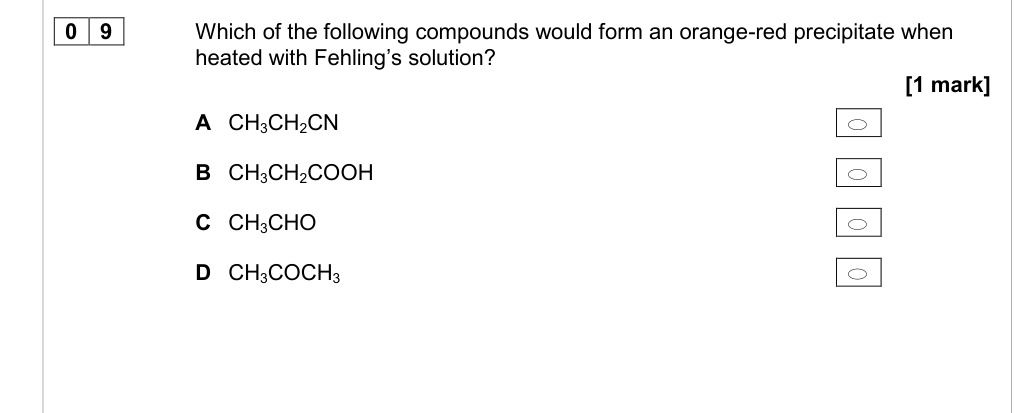 0 9 Which of the following compounds would form an orange-red precipitate when
heated with Fehling’s solution?
[1 mark]
A CH₃CH₂CN
B CH₃CH₂COOH
C CH₃CHO
D CH₃COCH₃